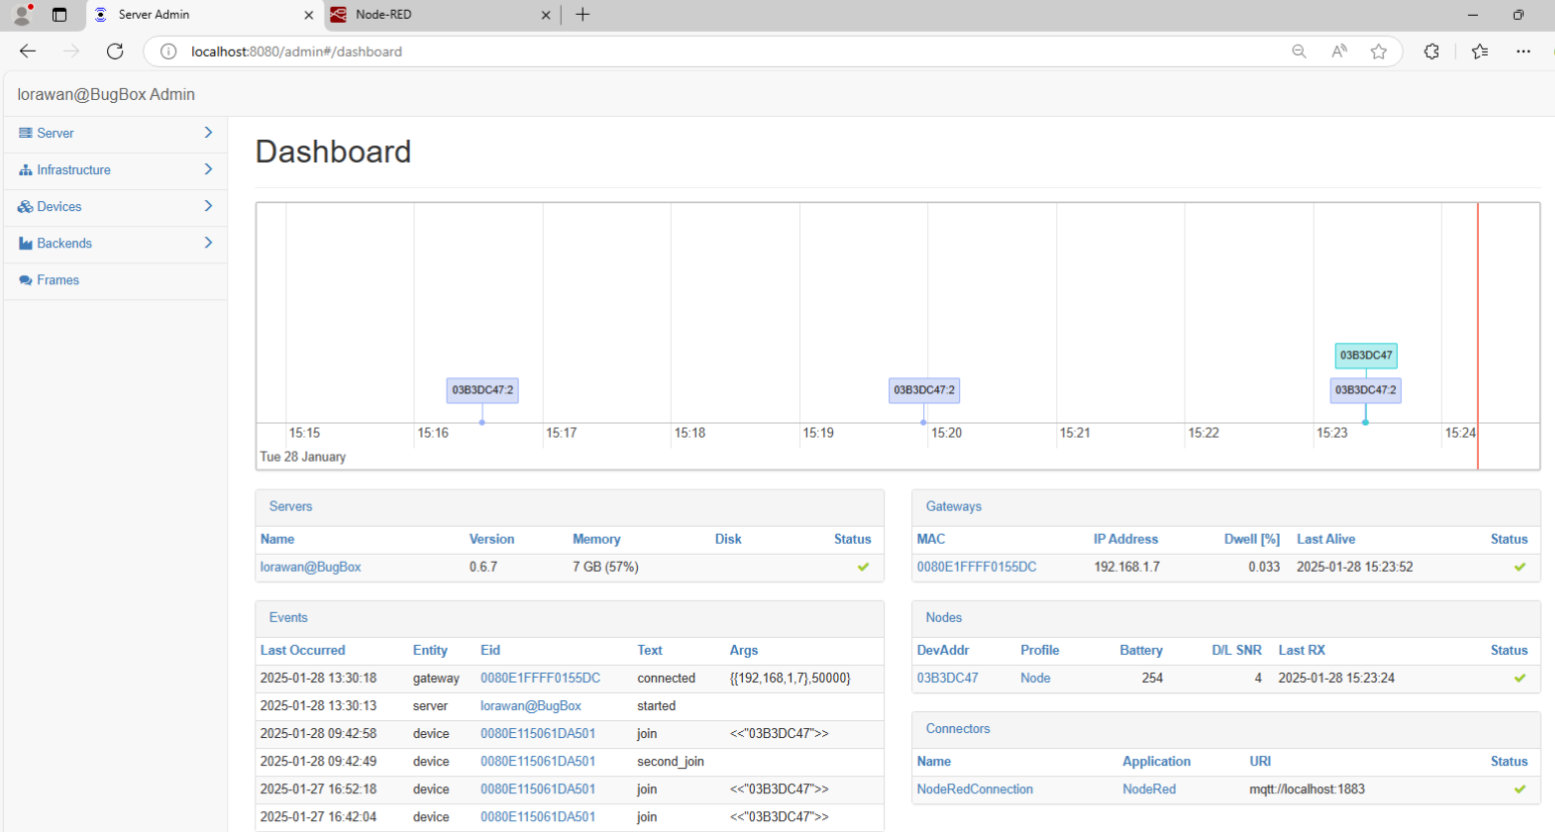 Server Admin
Node-RED
localhost:8080/admin#/dashboard
lorawan@BugBox Admin
Server
Infrastructure
Devices
Backends
Frames
Dashboard
03B3DC47
03B3DC47:2 03B3DC47:2 03B3DC47:2
15:15 15:16 15:17 15:18 15:19 15:20 15:21 15:22 15:23 15:24
Tue 28 January
Servers
Name Version Memory Disk Status
lorawan@BugBox 0.6.7 7 GB (57%)
Events
Last Occurred Entity Eid Text Args
2025-01-28 13:30:18 gateway 0080E1FFFF0155DC connected {{192,168,1,7},50000}
2025-01-28 13:30:13 server lorawan@BugBox started
2025-01-28 09:42:58 device 0080E115061DA501 join <<"03B3DC47">>
2025-01-28 09:42:49 device 0080E115061DA501 second_join
2025-01-27 16:52:18 device 0080E115061DA501 join <<"03B3DC47">>
2025-01-27 16:42:04 device 0080E115061DA501 join <<"03B3DC47">>
Gateways
MAC IP Address Dwell [%] Last Alive Status
0080E1FFFF0155DC 192.168.1.7 0.033 2025-01-28 15:23:52
Nodes
DevAddr Profile Battery D/L SNR Last RX Status
03B3DC47 Node 254 4 2025-01-28 15:23:24
Connectors
Name Application URI Status
NodeRedConnection NodeRed mqtt://localhost:1883